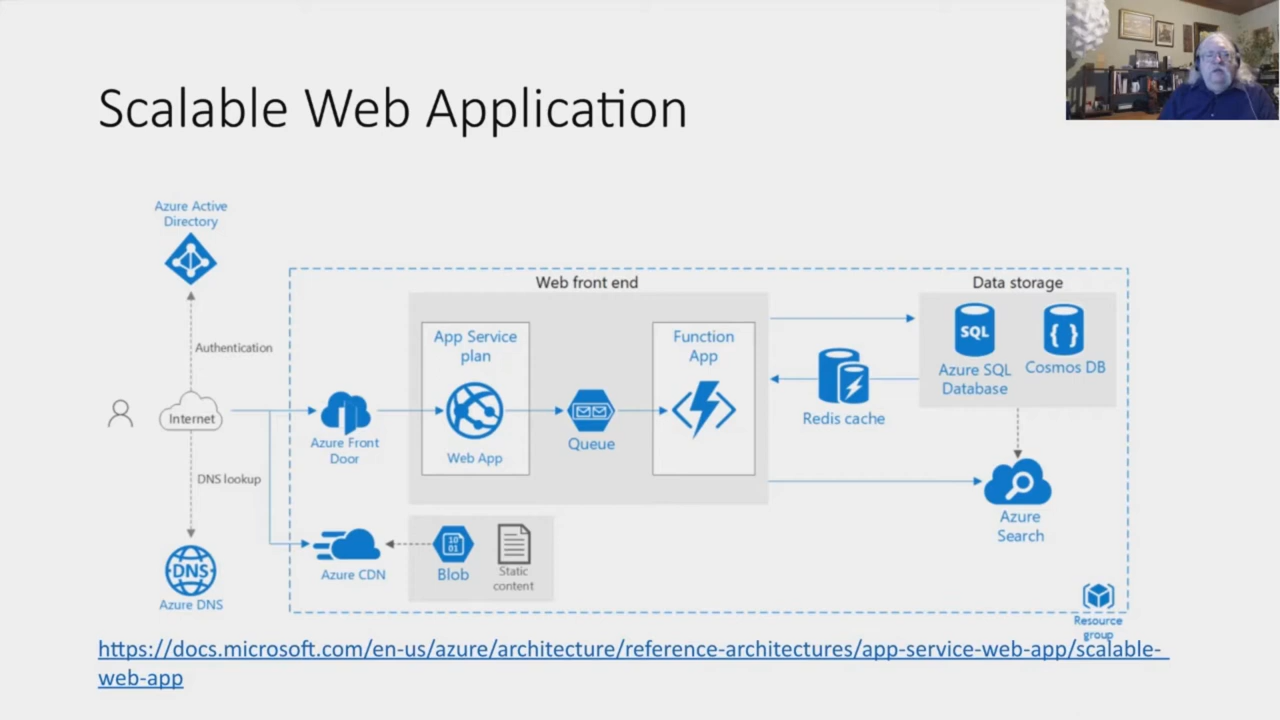 Scalable Web Application
Azure Active
Directory
Authentication
Internet
DNS lookup
DNS
Azure DNS
Azure Front
Door
Azure CDN
Web front end
App Service
plan
Web App
Queue
Function
App
10
01
Blob
Static
content
Redis cache
Data storage
SQL
Azure SQL
Database
{ }
Cosmos DB
Azure
Search
Resource
group
https://docs.microsoft.com/en-us/azure/architecture/reference-architectures/app-service-web-app/scalable-
web-app